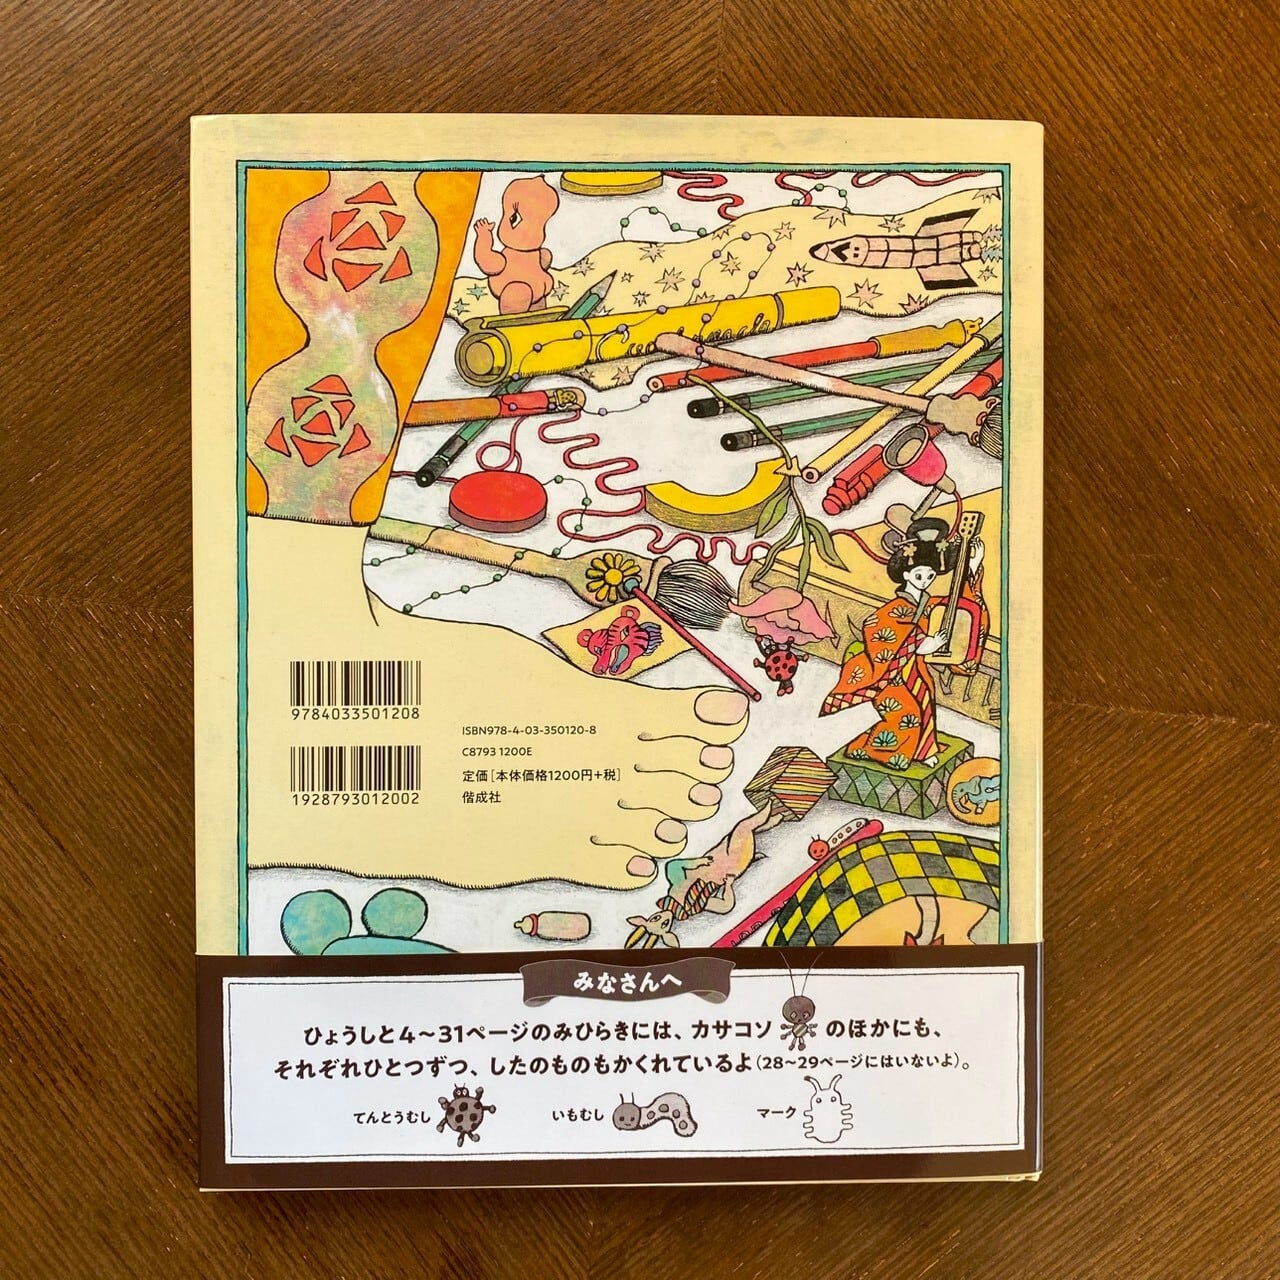 9784033501208
ISBN978-4-03-350120-8
C8793 1200E
1928793012002
定価[本体価格1200円+税]
偕成社
みなさんへ
ひょうしと4〜31ページのみひらきには、カサコソ のほかにも、
それぞれひとつずつ、したのものもかくれているよ(28〜29ページにはいないよ)。
てんとうむし いもむし マーク